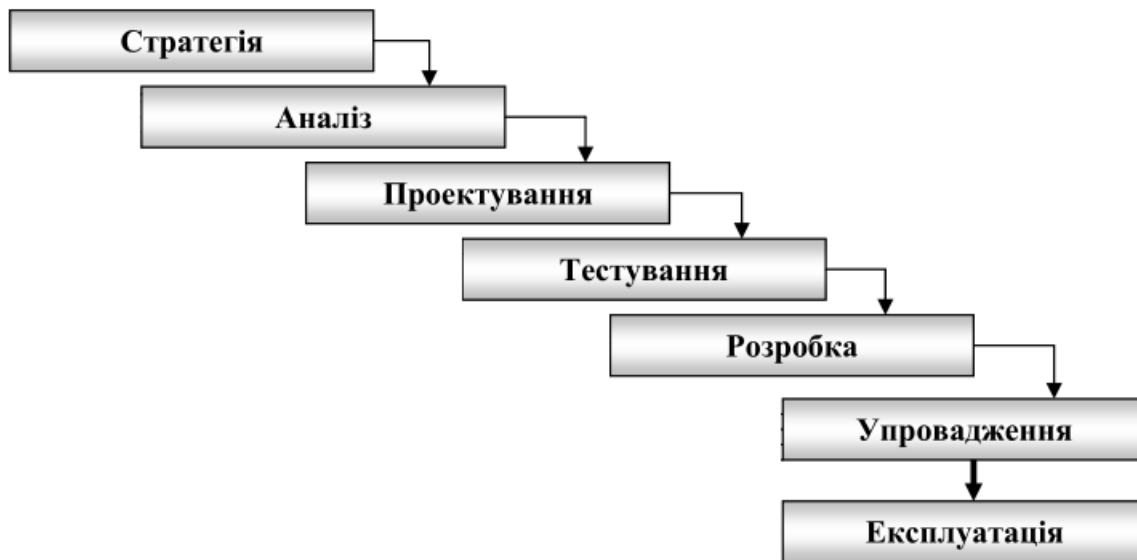 Стратегія
Аналіз
Проектування
Тестування
Розробка
Упровадження
Експлуатація